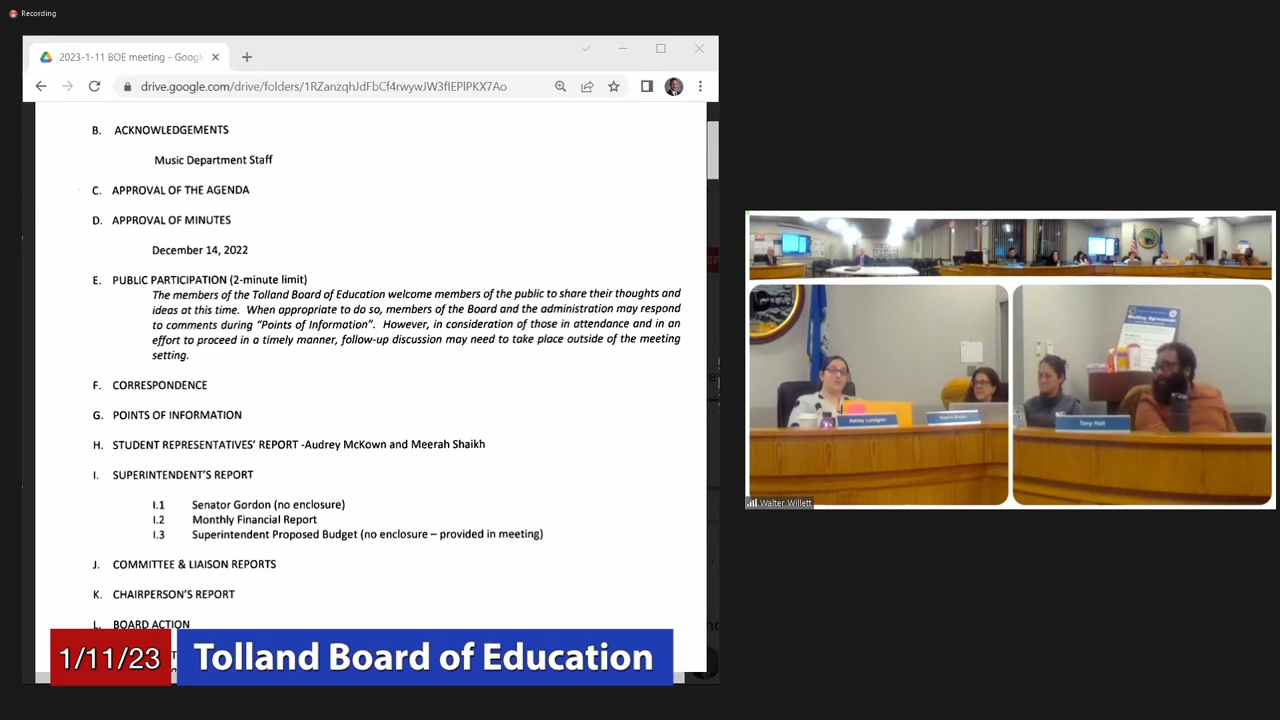 Recording
2023-1-11 BOE meeting - Googl
drive.google.com/drive/folders/
B. ACKNOWLEDGEMENTS
Music Department Staff
C. APPROVAL OF THE AGENDA
D. APPROVAL OF MINUTES
December 14, 2022
E. PUBLIC PARTICIPATION (2-minute limit)
The members of the Tolland Board of Education welcome members of the public to share their thoughts and
ideas at this time. When appropriate to do so, members of the Board and the administration may respond
to comments during “Points of Information”. However, in consideration of those in attendance and in an
effort to proceed in a timely manner, follow-up discussion may need to take place outside of the meeting
setting.
F. CORRESPONDENCE
G. POINTS OF INFORMATION
H. STUDENT REPRESENTATIVES’ REPORT -Audrey McKown and Meerah Shaikh
I. SUPERINTENDENT’S REPORT
I.1 Senator Gordon (no enclosure)
I.2 Monthly Financial Report
I.3 Superintendent Proposed Budget (no enclosure – provided in meeting)
J. COMMITTEE & LIAISON REPORTS
K. CHAIRPERSON’S REPORT
L. BOARD ACTION
1/11/23 Tolland Board of Education
Working Agreement
Ashley Lundgren
Tony Holt
Walter Willett